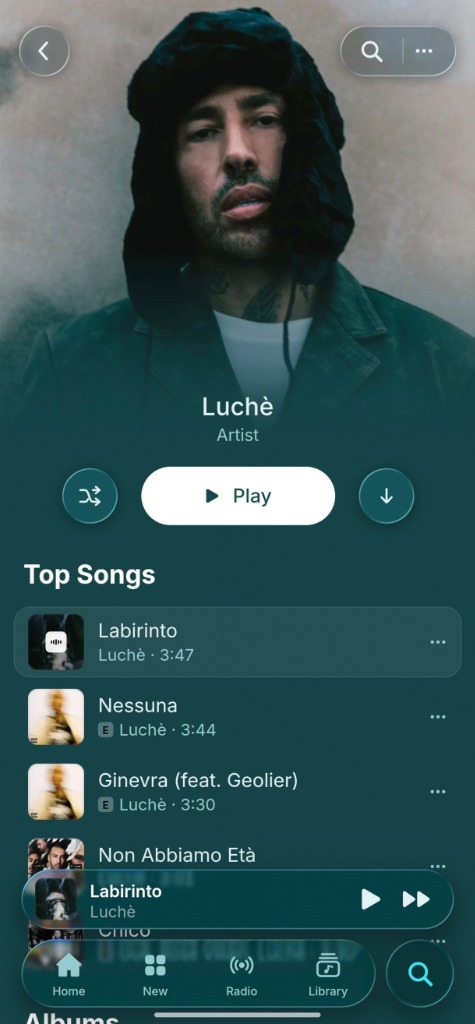 Luchè
Artist
Play
Top Songs
Labirinto
Luchè · 3:47
Nessuna
E Luchè · 3:44
Ginevra (feat. Geolier)
E Luchè · 3:30
Non Abbiamo Età
Labirinto
Luchè
Chico
Home
New
Radio
Library
Albums